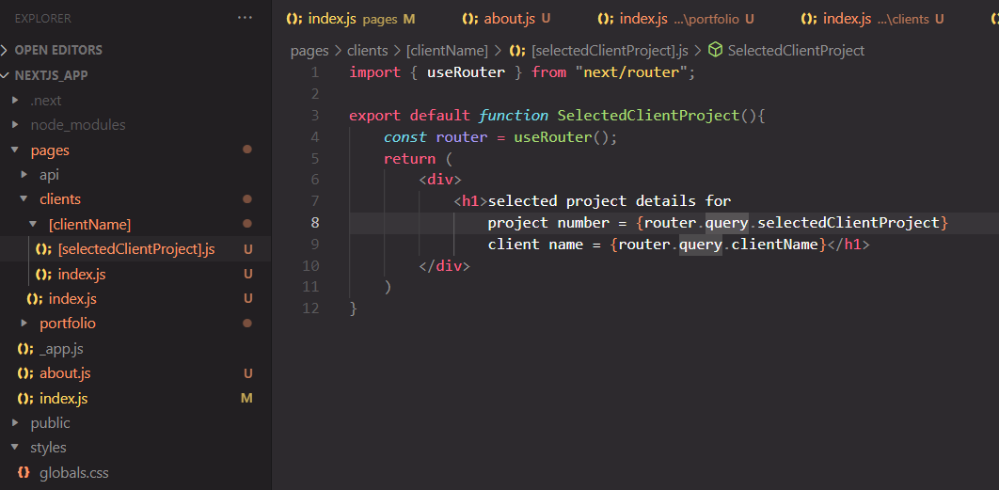 EXPLORER ...
index.js pages M about.js U index.js ...\portfolio U index.js ...\clients U
OPEN EDITORS
NEXTJS_APP
.next
node_modules
pages
api
clients
[clientName]
[selectedClientProject].js U
index.js U
index.js U
portfolio
_app.js
about.js U
index.js M
public
styles
globals.css
pages > clients > [clientName] > [selectedClientProject].js > SelectedClientProject
1 import { useRouter } from "next/router";
2
3 export default function SelectedClientProject(){
4 const router = useRouter();
5 return (
6 <div>
7 <h1>selected project details for
8 project number = {router.query.selectedClientProject}
9 client name = {router.query.clientName}</h1>
10 </div>
11 )
12 }